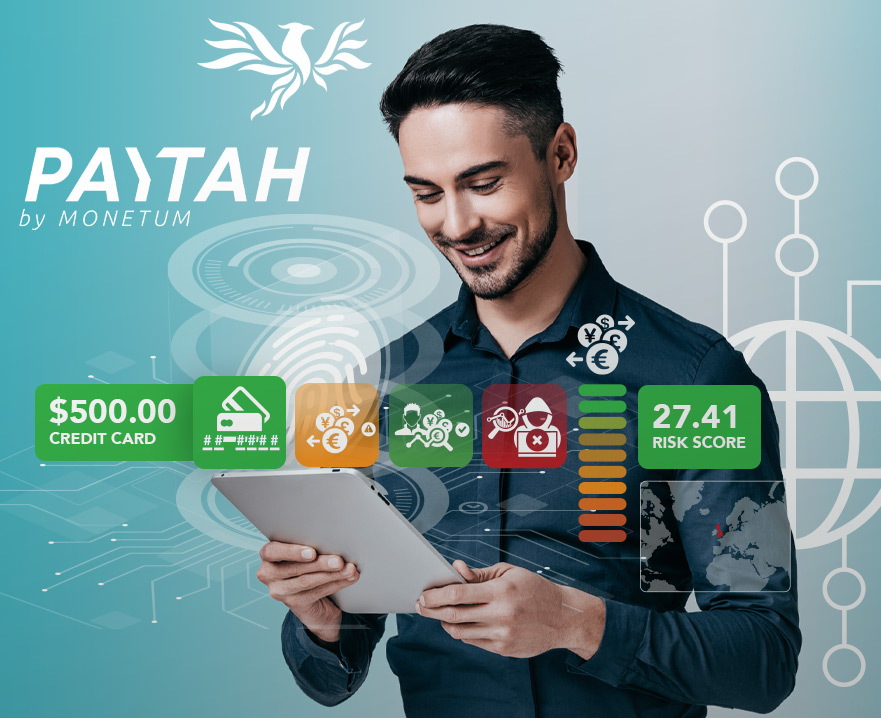 PAYTAH
by MONETUM
$500.00
CREDIT CARD
27.41
RISK SCORE